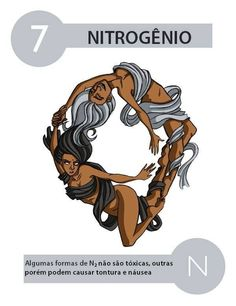 7
NITROGÊNIO
Algumas formas de N₂ não são tóxicas, outras
porém podem causar tontura e náusea
N